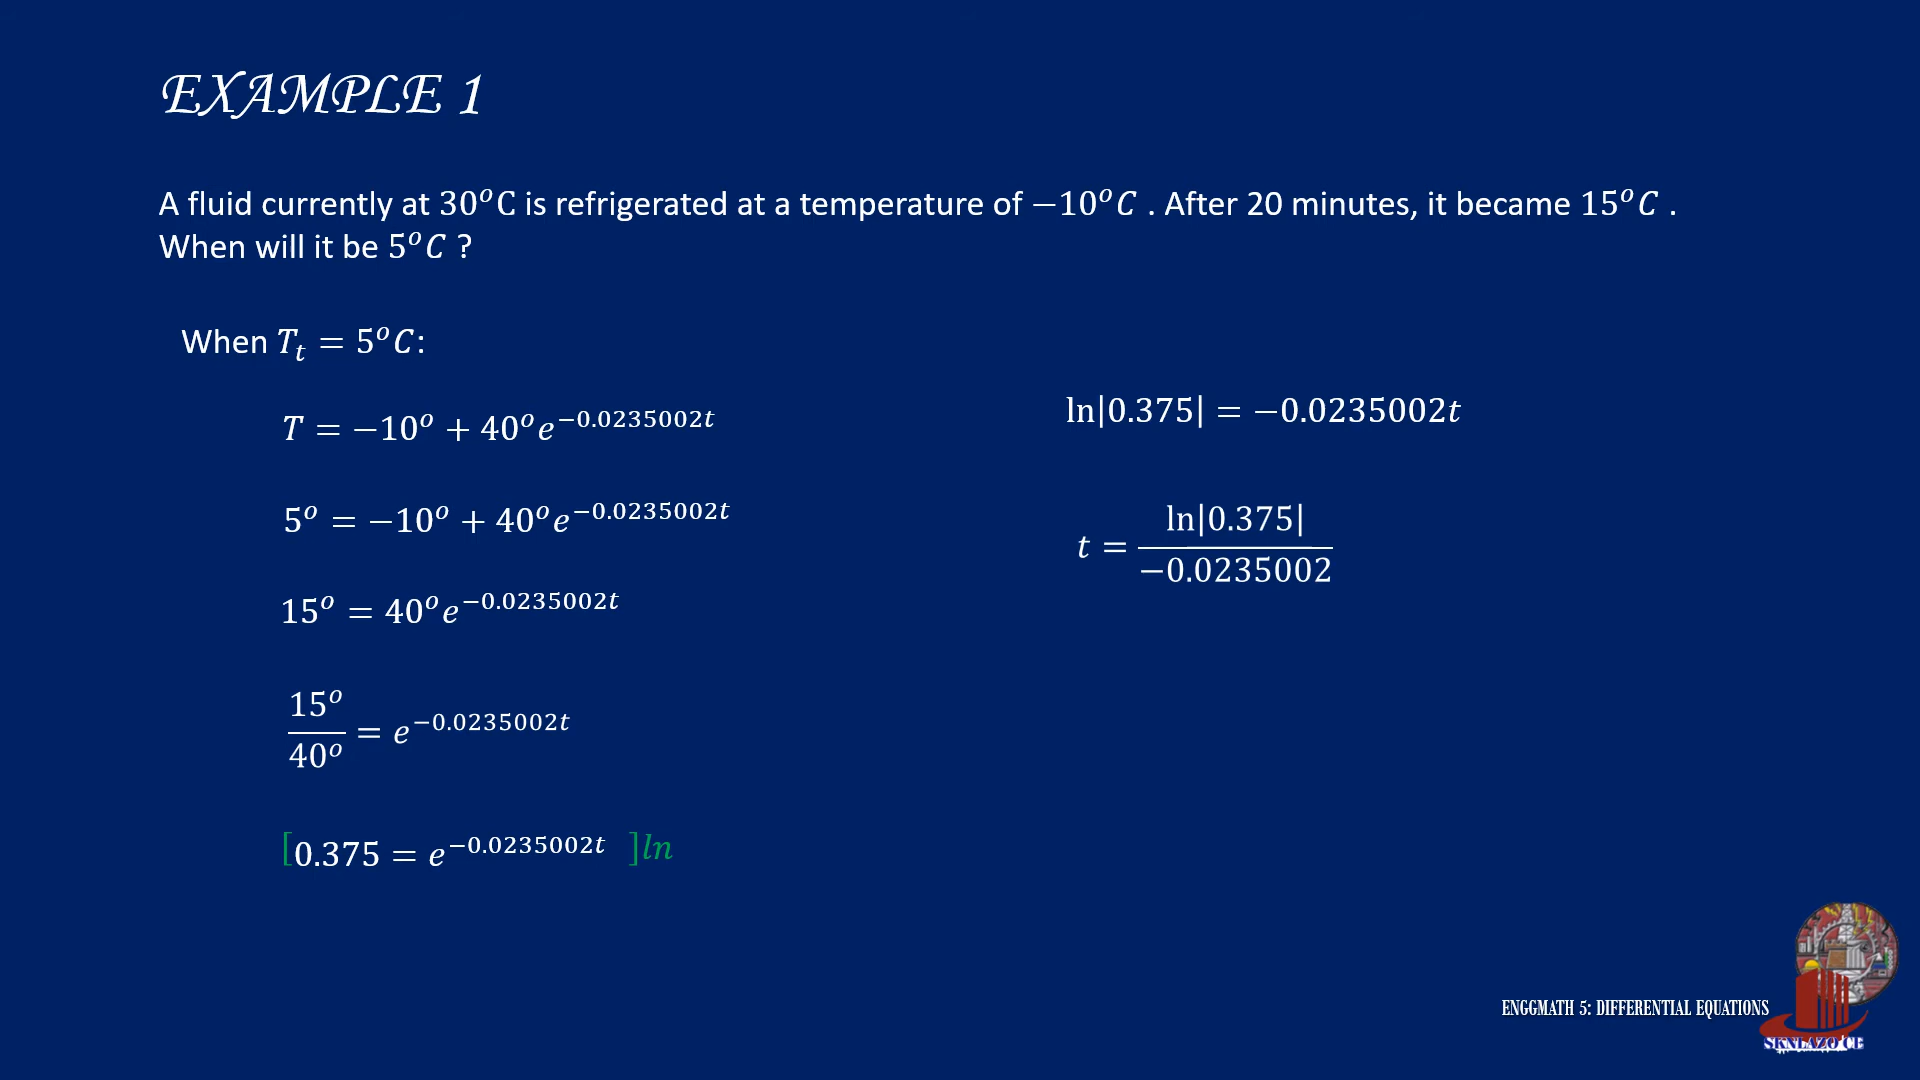 EXAMPLE 1
A fluid currently at 30°C is refrigerated at a temperature of −10°C . After 20 minutes, it became 15°C .
When will it be 5°C ?
When Tₜ = 5°C:
T = −10° + 40°e^−0.0235002t
5° = −10° + 40°e^−0.0235002t
15° = 40°e^−0.0235002t
15°/40° = e^−0.0235002t
[0.375 = e^−0.0235002t ]ln
ln|0.375| = −0.0235002t
t = ln|0.375|/−0.0235002
ENGGMATH 5: DIFFERENTIAL EQUATIONS
SKNLAZO CE